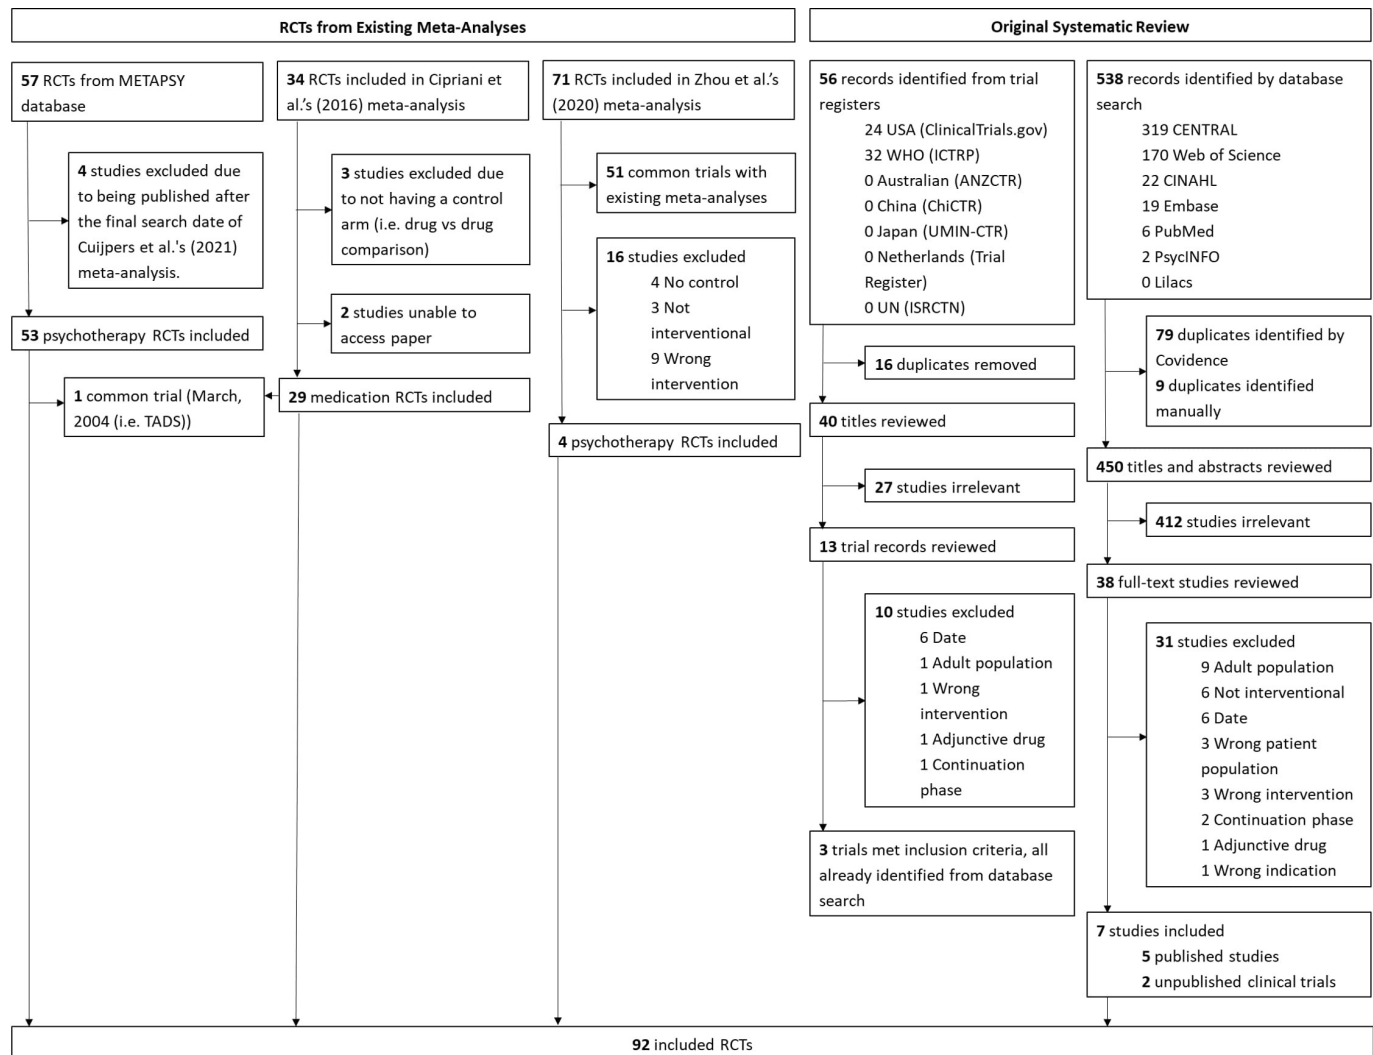 RCTs from Existing Meta-Analyses
57 RCTs from METAPSY
database
4 studies excluded due
to being published after
the final search date of
Cuijpers et al.'s (2021)
meta-analysis.
53 psychotherapy RCTs included
1 common trial (March,
2004 (i.e. TADS))
34 RCTs included in Cipriani et
al.’s (2016) meta-analysis
3 studies excluded due
to not having a control
arm (i.e. drug vs drug
comparison)
2 studies unable to
access paper
29 medication RCTs included
71 RCTs included in Zhou et al.’s
(2020) meta-analysis
51 common trials with
existing meta-analyses
16 studies excluded
4 No control
3 Not
interventional
9 Wrong
intervention
4 psychotherapy RCTs included
Original Systematic Review
56 records identified from trial
registers
24 USA (ClinicalTrials.gov)
32 WHO (ICTRP)
0 Australian (ANZCTR)
0 China (ChiCTR)
0 Japan (UMIN-CTR)
0 Netherlands (Trial
Register)
0 UN (ISRCTN)
16 duplicates removed
40 titles reviewed
27 studies irrelevant
13 trial records reviewed
10 studies excluded
6 Date
1 Adult population
1 Wrong
intervention
1 Adjunctive drug
1 Continuation
phase
3 trials met inclusion criteria, all
already identified from database
search
538 records identified by database
search
319 CENTRAL
170 Web of Science
22 CINAHL
19 Embase
6 PubMed
2 PsycINFO
0 Lilacs
79 duplicates identified by
Covidence
9 duplicates identified
manually
450 titles and abstracts reviewed
412 studies irrelevant
38 full-text studies reviewed
31 studies excluded
9 Adult population
6 Not interventional
6 Date
3 Wrong patient
population
3 Wrong intervention
2 Continuation phase
1 Adjunctive drug
1 Wrong indication
7 studies included
5 published studies
2 unpublished clinical trials
92 included RCTs